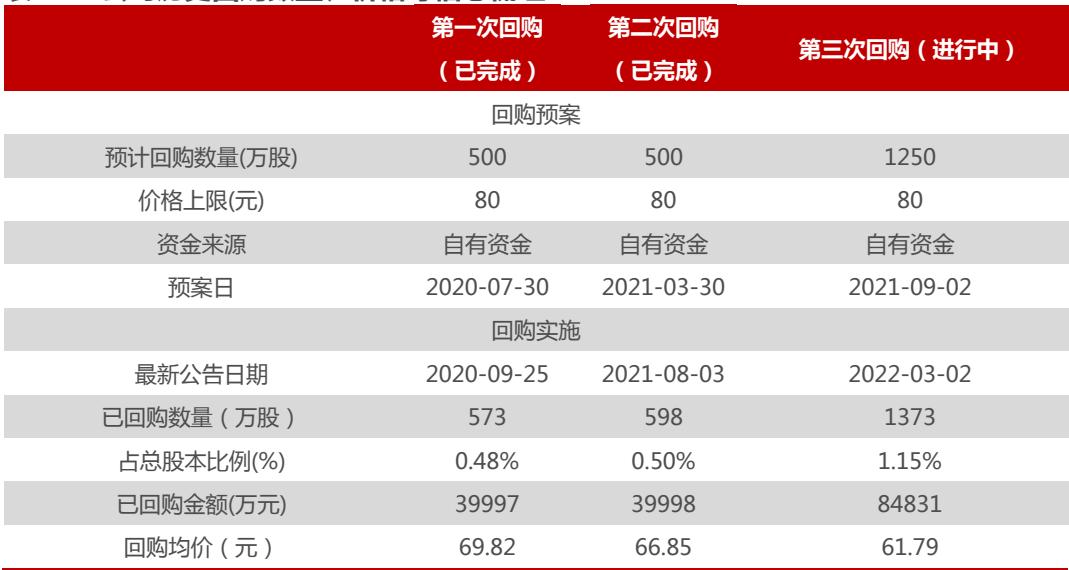 第一次回购 第二次回购 第三次回购（进行中）
（已完成） （已完成）
回购预案
预计回购数量(万股) 500 500 1250
价格上限(元) 80 80 80
资金来源 自有资金 自有资金 自有资金
预案日 2020-07-30 2021-03-30 2021-09-02
回购实施
最新公告日期 2020-09-25 2021-08-03 2022-03-02
已回购数量（万股） 573 598 1373
占总股本比例(%) 0.48% 0.50% 1.15%
已回购金额(万元) 39997 39998 84831
回购均价（元） 69.82 66.85 61.79